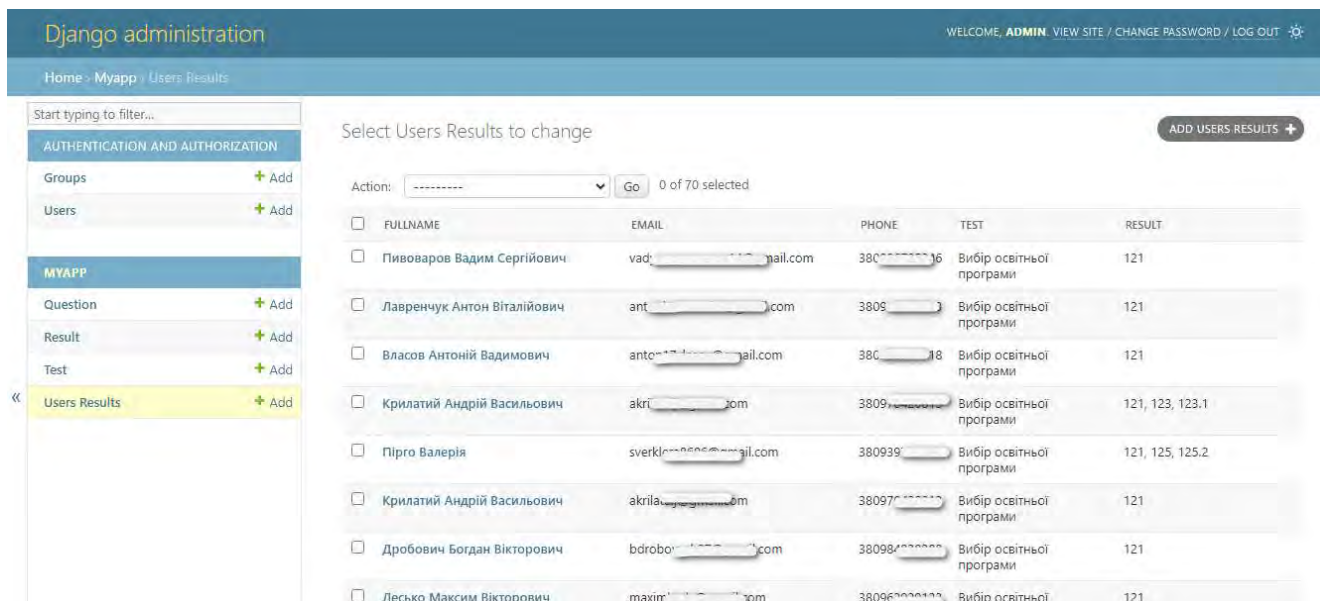 Django administration
WELCOME, ADMIN. VIEW SITE / CHANGE PASSWORD / LOG OUT
Home › Myapp › Users Results
Start typing to filter...
AUTHENTICATION AND AUTHORIZATION
Groups + Add
Users + Add
MYAPP
Question + Add
Result + Add
Test + Add
Users Results + Add
«
Select Users Results to change
ADD USERS RESULTS +
Action: --------- Go 0 of 70 selected
FULLNAME EMAIL PHONE TEST RESULT
Пивоваров Вадим Сергійович Вибір освітньої 121
програми
Лавренчук Антон Віталійович Вибір освітньої 121
програми
Власов Антоній Вадимович Вибір освітньої 121
програми
Крилатий Андрій Васильович Вибір освітньої 121, 123, 123.1
програми
Пірго Валерія Вибір освітньої 121, 125, 125.2
програми
Крилатий Андрій Васильович Вибір освітньої 121
програми
Дробович Богдан Вікторович Вибір освітньої 121
програми
Лесько Максим Вікторович Вибір освітньої 121